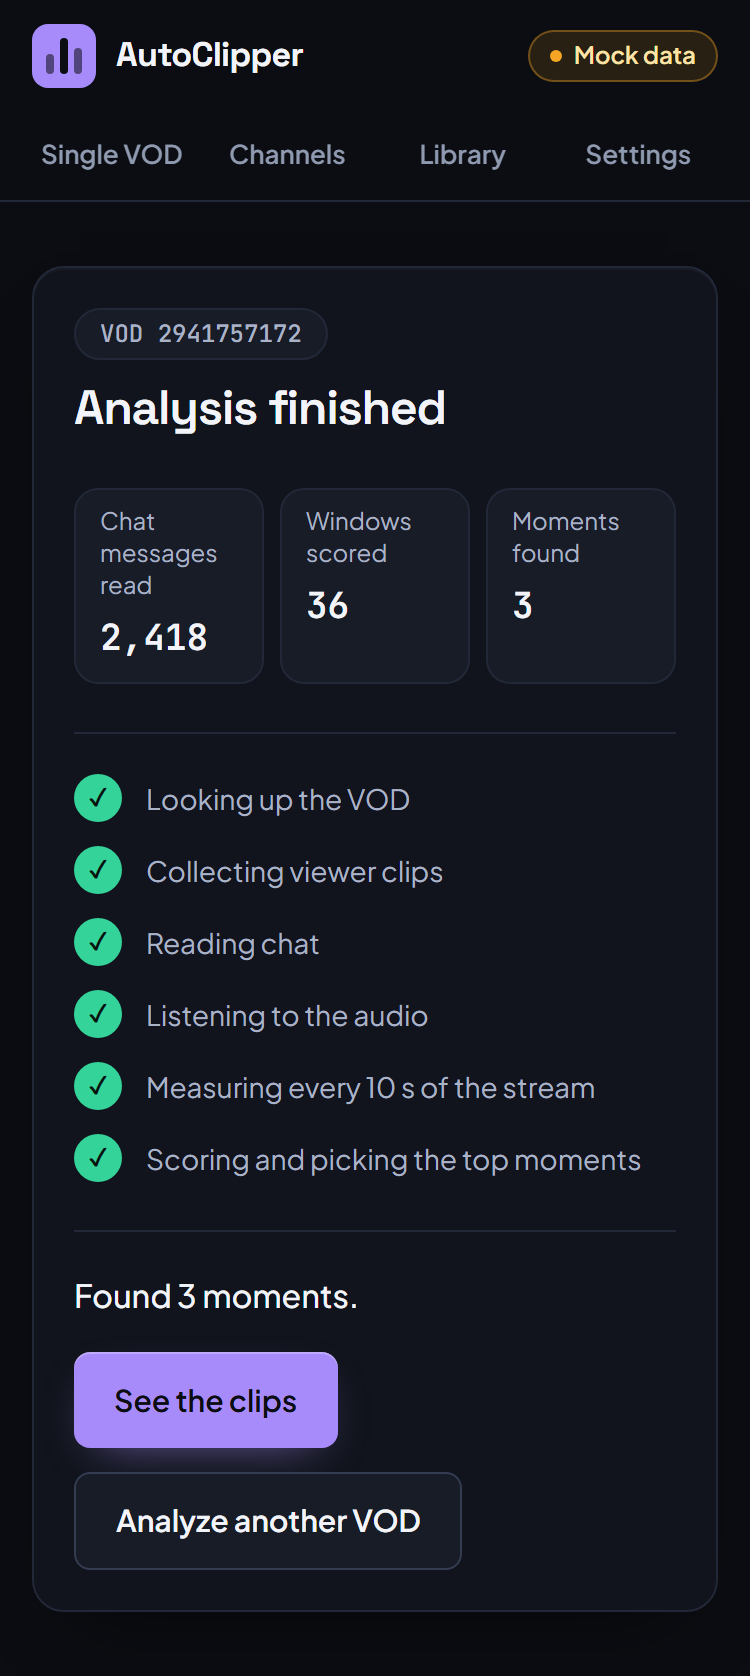 AutoClipper
Mock data
Single VOD
Channels
Library
Settings
VOD 2941757172
Analysis finished
Chat
messages
read
2,418
Windows
scored
36
Moments
found
3
Looking up the VOD
Collecting viewer clips
Reading chat
Listening to the audio
Measuring every 10 s of the stream
Scoring and picking the top moments
Found 3 moments.
See the clips
Analyze another VOD